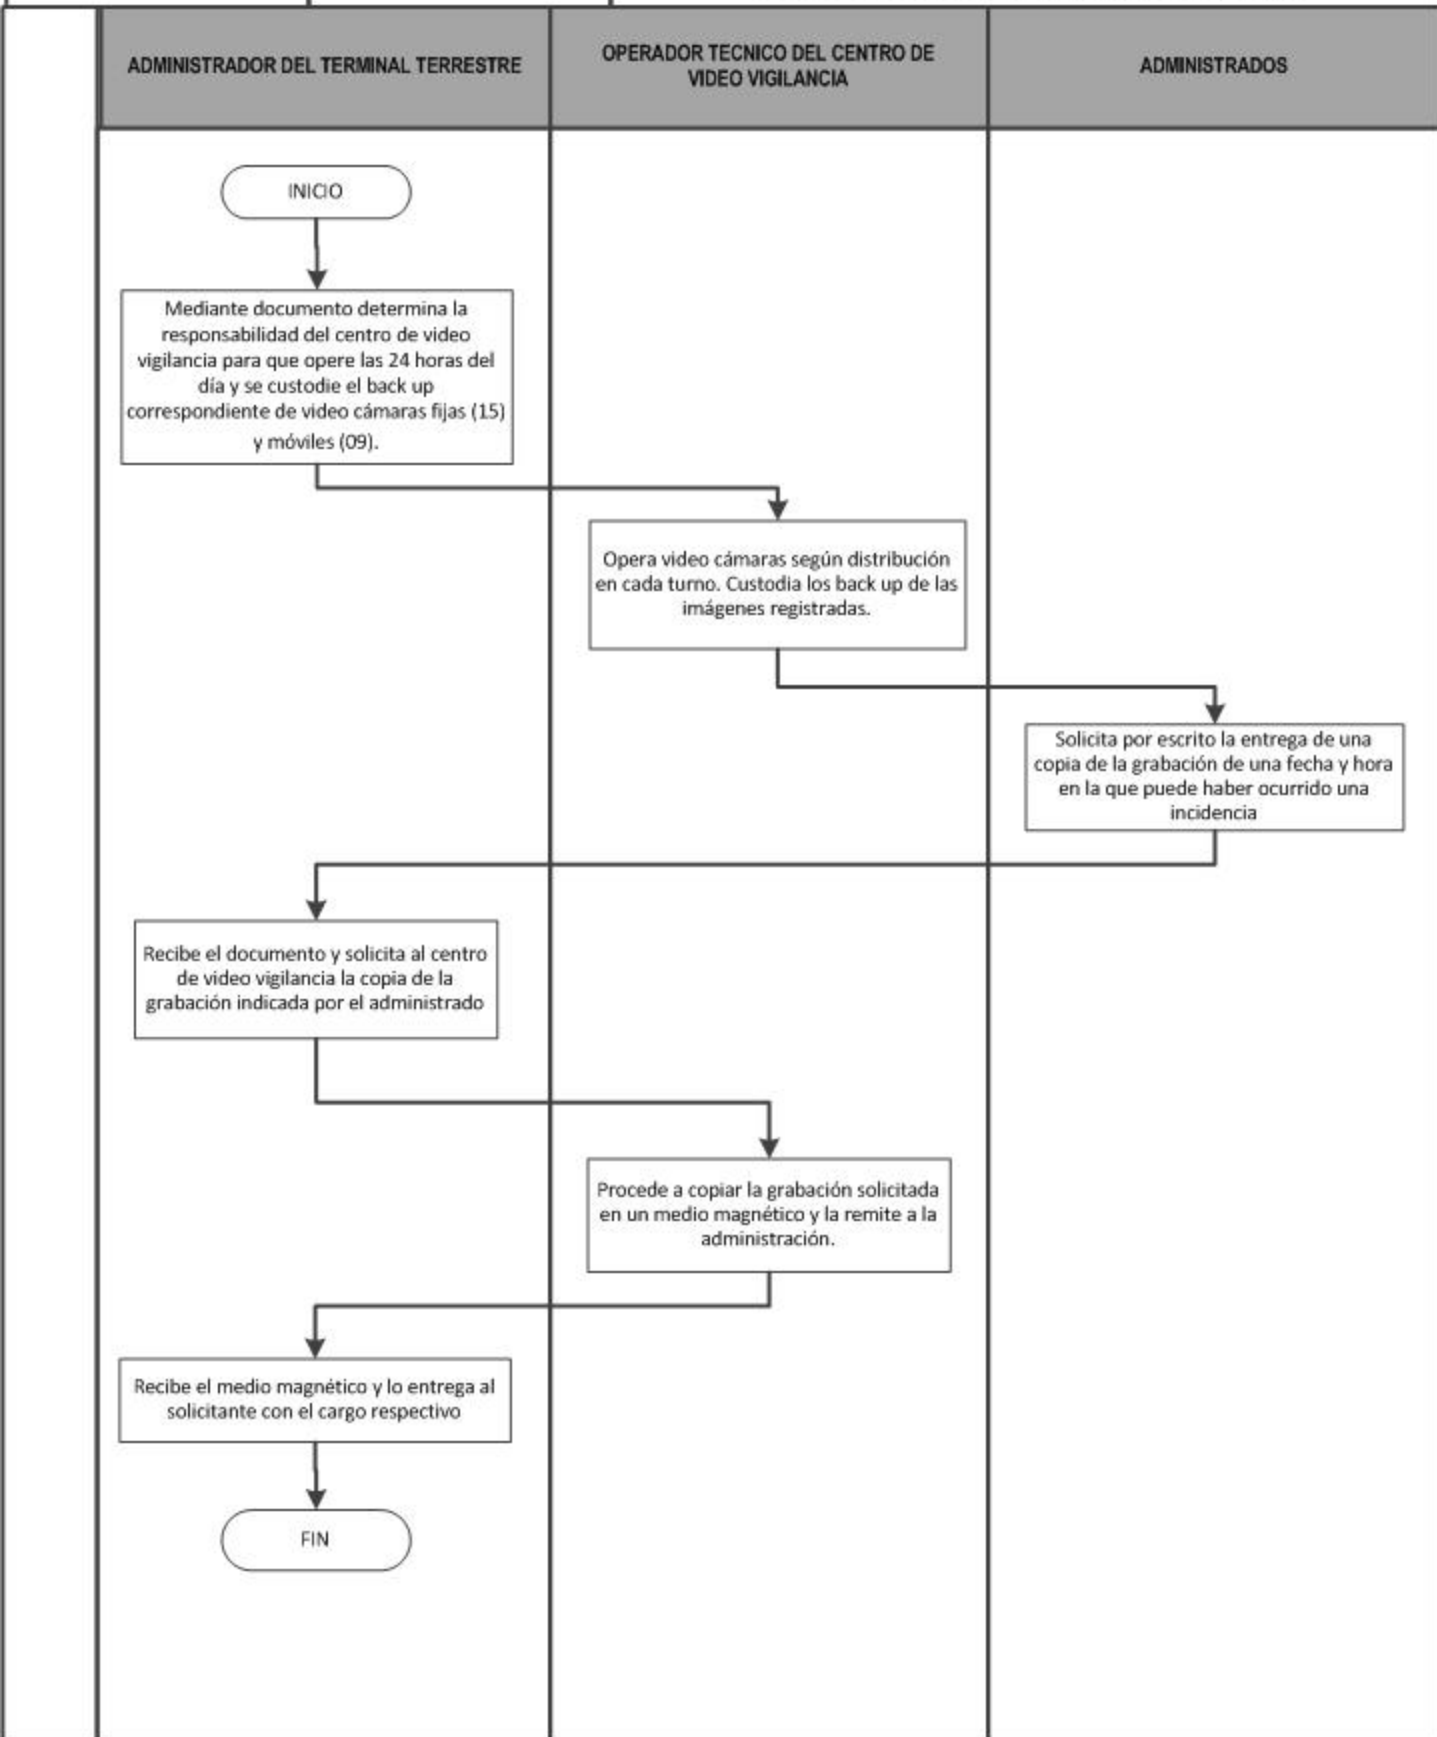 ADMINISTRADOR DEL TERMINAL TERRESTRE
OPERADOR TECNICO DEL CENTRO DE
VIDEO VIGILANCIA
ADMINISTRADOS
INICIO
Mediante documento determina la
responsabilidad del centro de video
vigilancia para que opere las 24 horas del
día y se custodie el back up
correspondiente de video cámaras fijas (15)
y móviles (09).
Opera video cámaras según distribución
en cada turno. Custodia los back up de las
imágenes registradas.
Solicita por escrito la entrega de una
copia de la grabación de una fecha y hora
en la que puede haber ocurrido una
incidencia
Recibe el documento y solicita al centro
de video vigilancia la copia de la
grabación indicada por el administrado
Procede a copiar la grabación solicitada
en un medio magnético y la remite a la
administración.
Recibe el medio magnético y lo entrega al
solicitante con el cargo respectivo
FIN